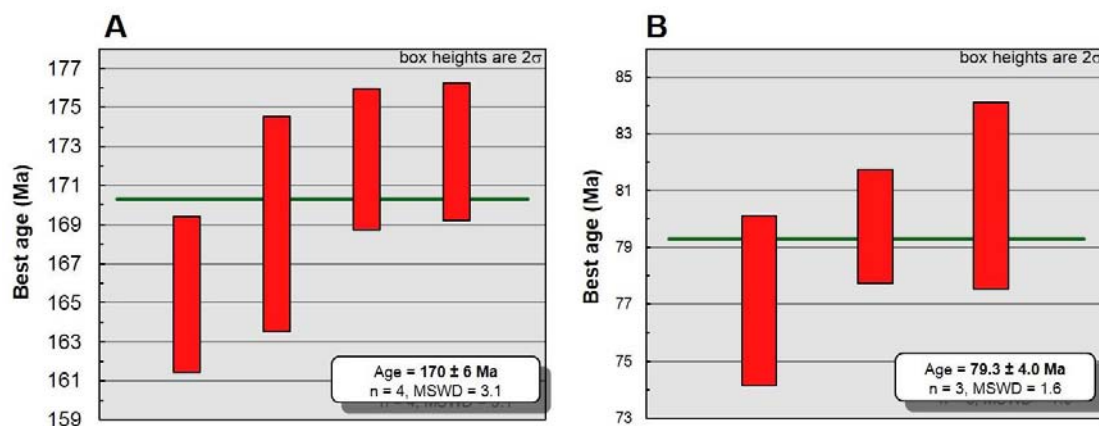 A
box heights are 2σ
Best age (Ma)
177
175
173
171
169
167
165
163
161
159
Age = 170 ± 6 Ma
n = 4, MSWD = 3.1
B
box heights are 2σ
Best age (Ma)
85
83
81
79
77
75
73
Age = 79.3 ± 4.0 Ma
n = 3, MSWD = 1.6